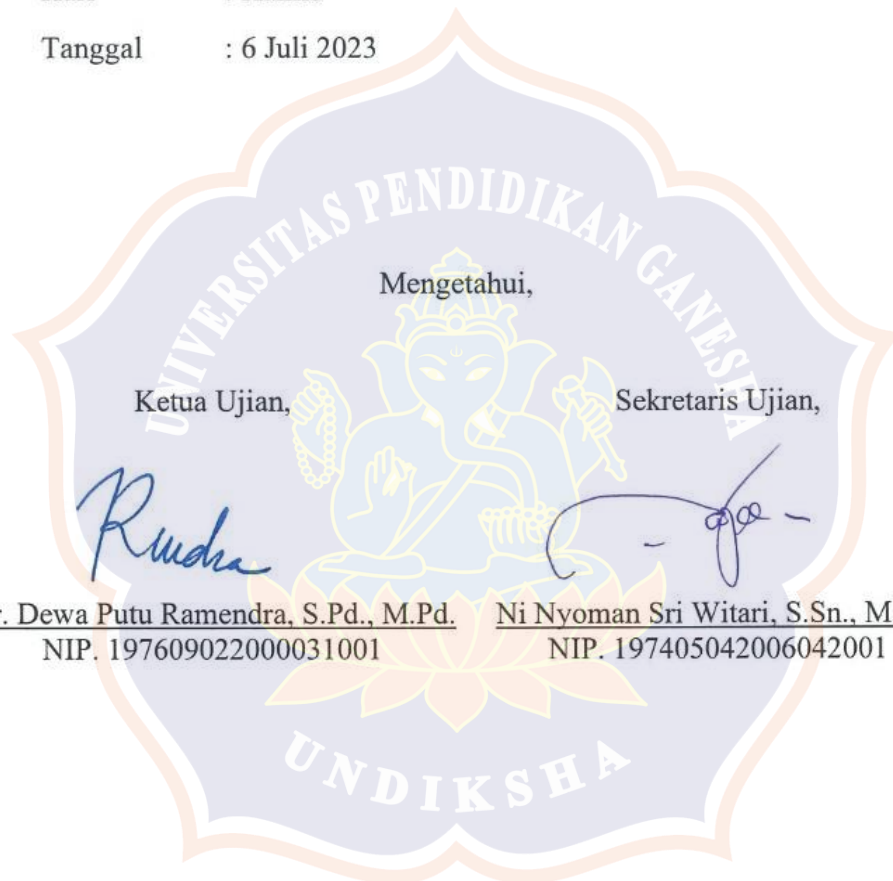 Tanggal : 6 Juli 2023
UNIVERSITAS PENDIDIKAN GANESHA
Mengetahui,
Ketua Ujian, Sekretaris Ujian,
Dewa Putu Ramendra, S.Pd., M.Pd. Ni Nyoman Sri Witari, S.Sn.,
NIP. 197609022000031001 NIP. 197405042006042001
UNDIKSHA